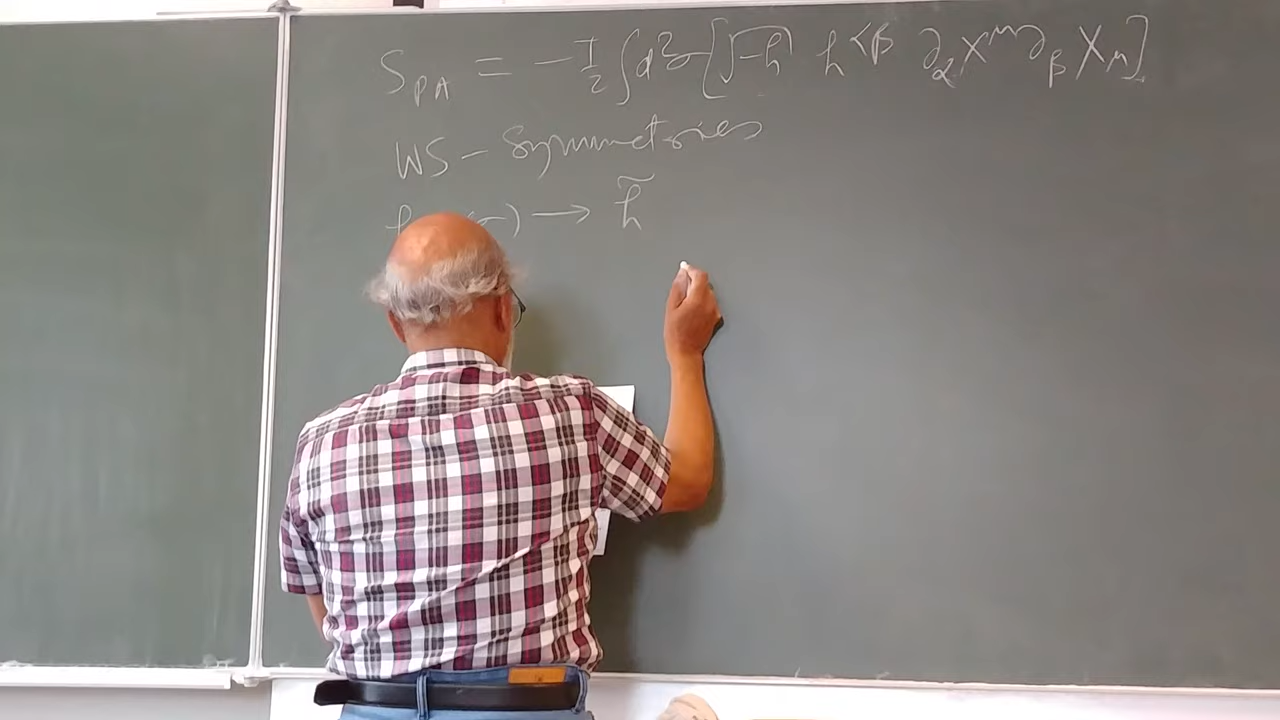 S_PA = - T/2 ∫ d²σ [√-h h^αβ ∂_α X^μ ∂_β X_μ]
WS - Symmetries
h (σ) → h̃